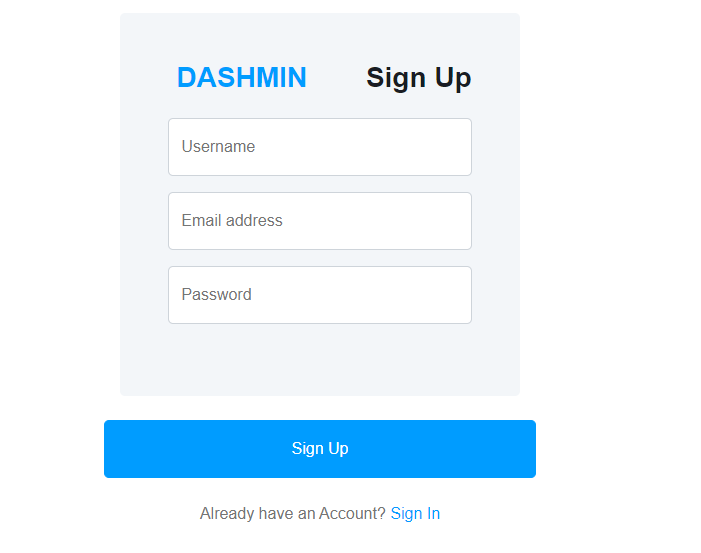 DASHMIN Sign Up
Username
Email address
Password
Sign Up
Already have an Account? Sign In